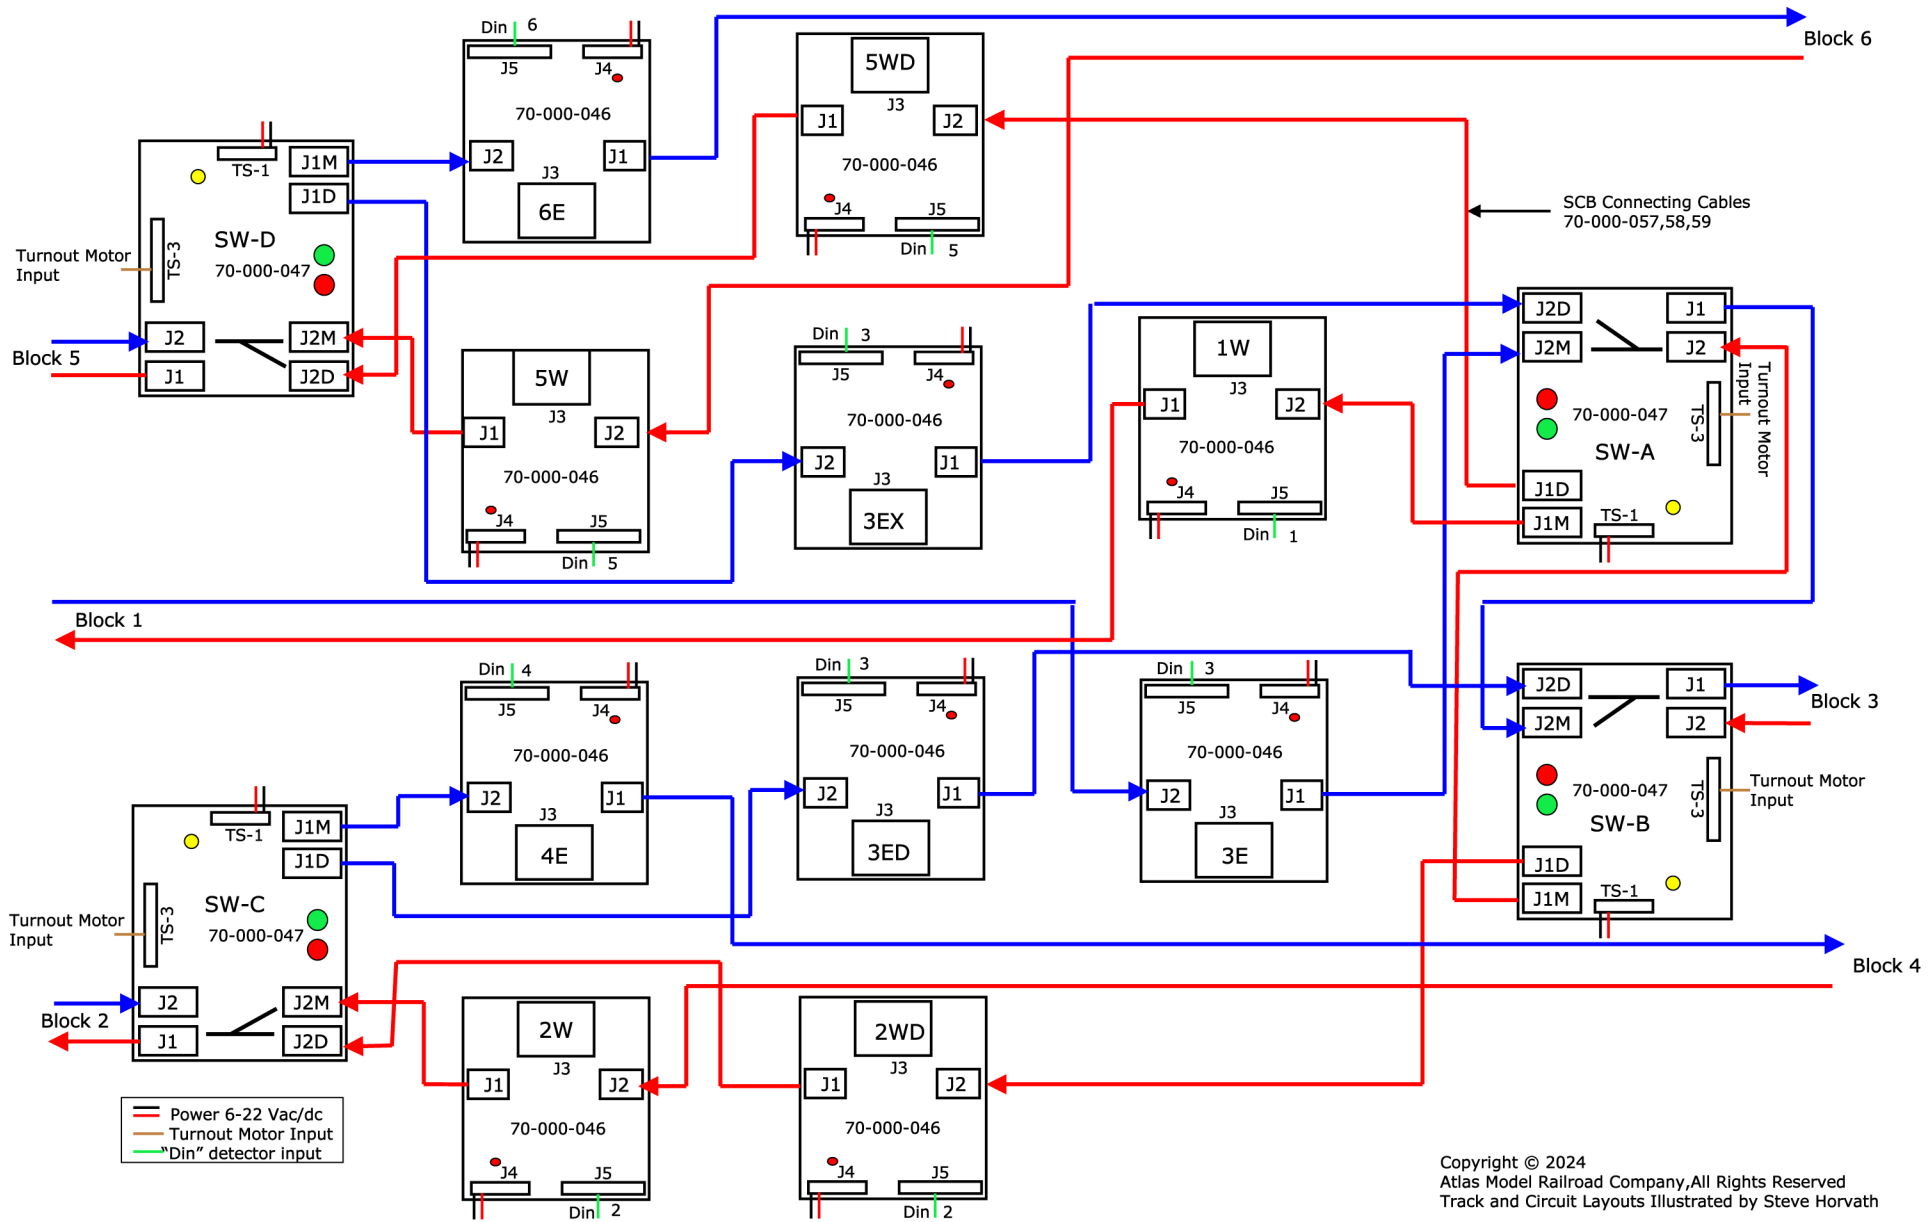 Din 6
J5
J4
70-000-046
J2
J1
J3
6E
5WD
J3
J1
J2
70-000-046
J4
J5
Din 5
Block 6
TS-1
J1M
J1D
SW-D
70-000-047
TS-3
Turnout Motor
Input
J2
J2M
J1
J2D
Block 5
5W
J3
J1
J2
70-000-046
J4
J5
Din 5
Din 3
J5
J4
70-000-046
J2
J1
J3
3EX
1W
J3
J1
J2
70-000-046
J4
J5
Din 1
SCB Connecting Cables
70-000-057,58,59
J2D
J1
J2M
J2
70-000-047
SW-A
TS-3
Turnout Motor
Input
J1D
J1M
TS-1
Block 1
Din 4
J5
J4
70-000-046
J2
J1
J3
4E
Din 3
J5
J4
70-000-046
J2
J1
J3
3ED
Din 3
J5
J4
70-000-046
J2
J1
J3
3E
J2D
J1
J2M
J2
Block 3
70-000-047
SW-B
TS-3
Turnout Motor
Input
J1D
J1M
TS-1
Block 4
TS-1
J1M
J1D
SW-C
70-000-047
TS-3
Turnout Motor
Input
J2
J2M
J1
J2D
Block 2
2W
J3
J1
J2
70-000-046
J4
J5
Din 2
2WD
J3
J1
J2
70-000-046
J4
J5
Din 2
Power 6-22 Vac/dc
Turnout Motor Input
“Din” detector input
Copyright © 2024
Atlas Model Railroad Company,All Rights Reserved
Track and Circuit Layouts Illustrated by Steve Horvath